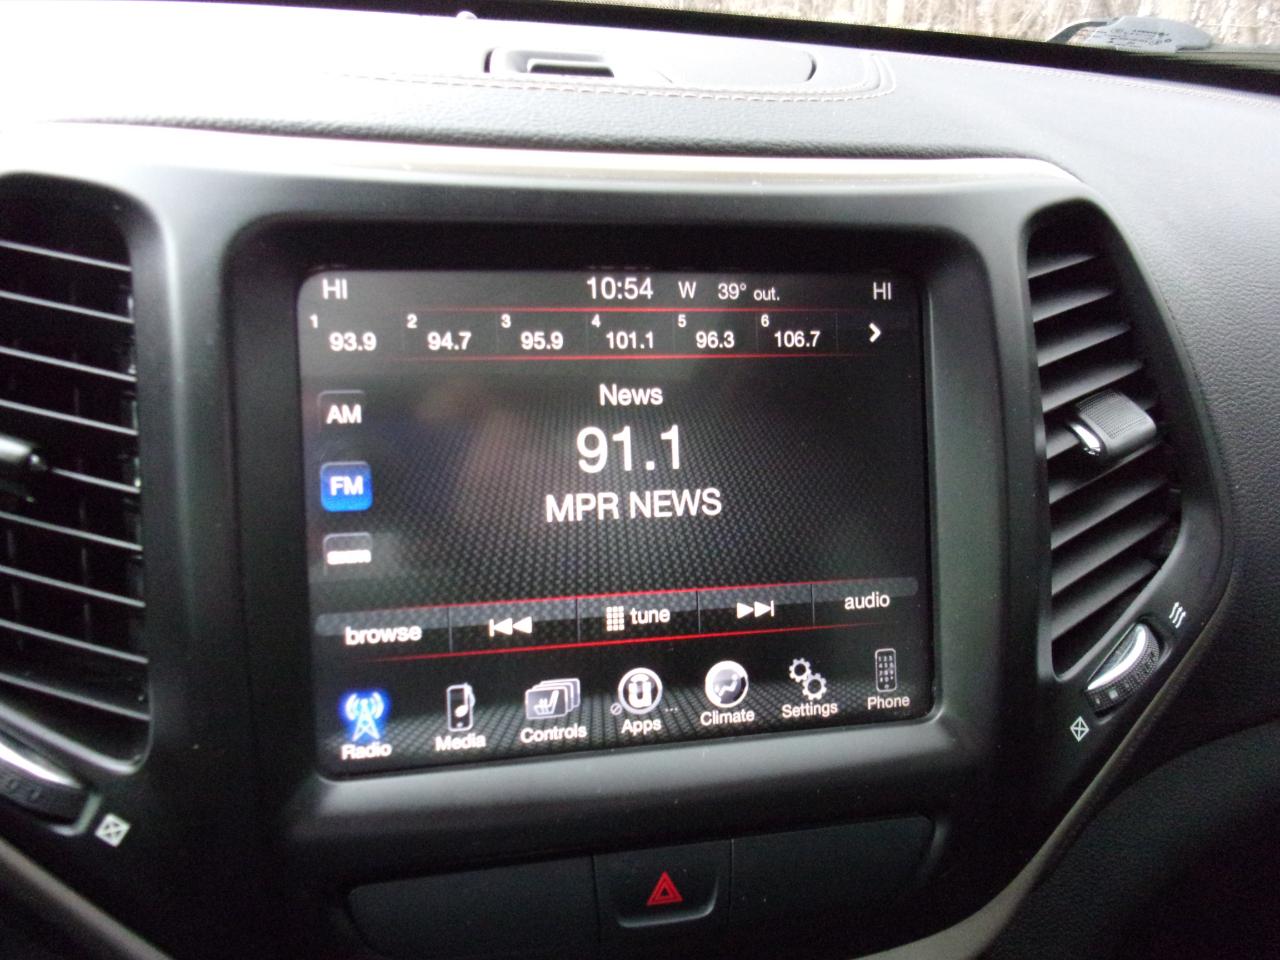 HI 10:54 W 39° out. HI
1 93.9 2 94.7 3 95.9 4 101.1 5 96.3 6 106.7
News
AM
91.1
FM
MPR NEWS
browse tune audio
Radio Media Controls Apps ... Climate Settings Phone